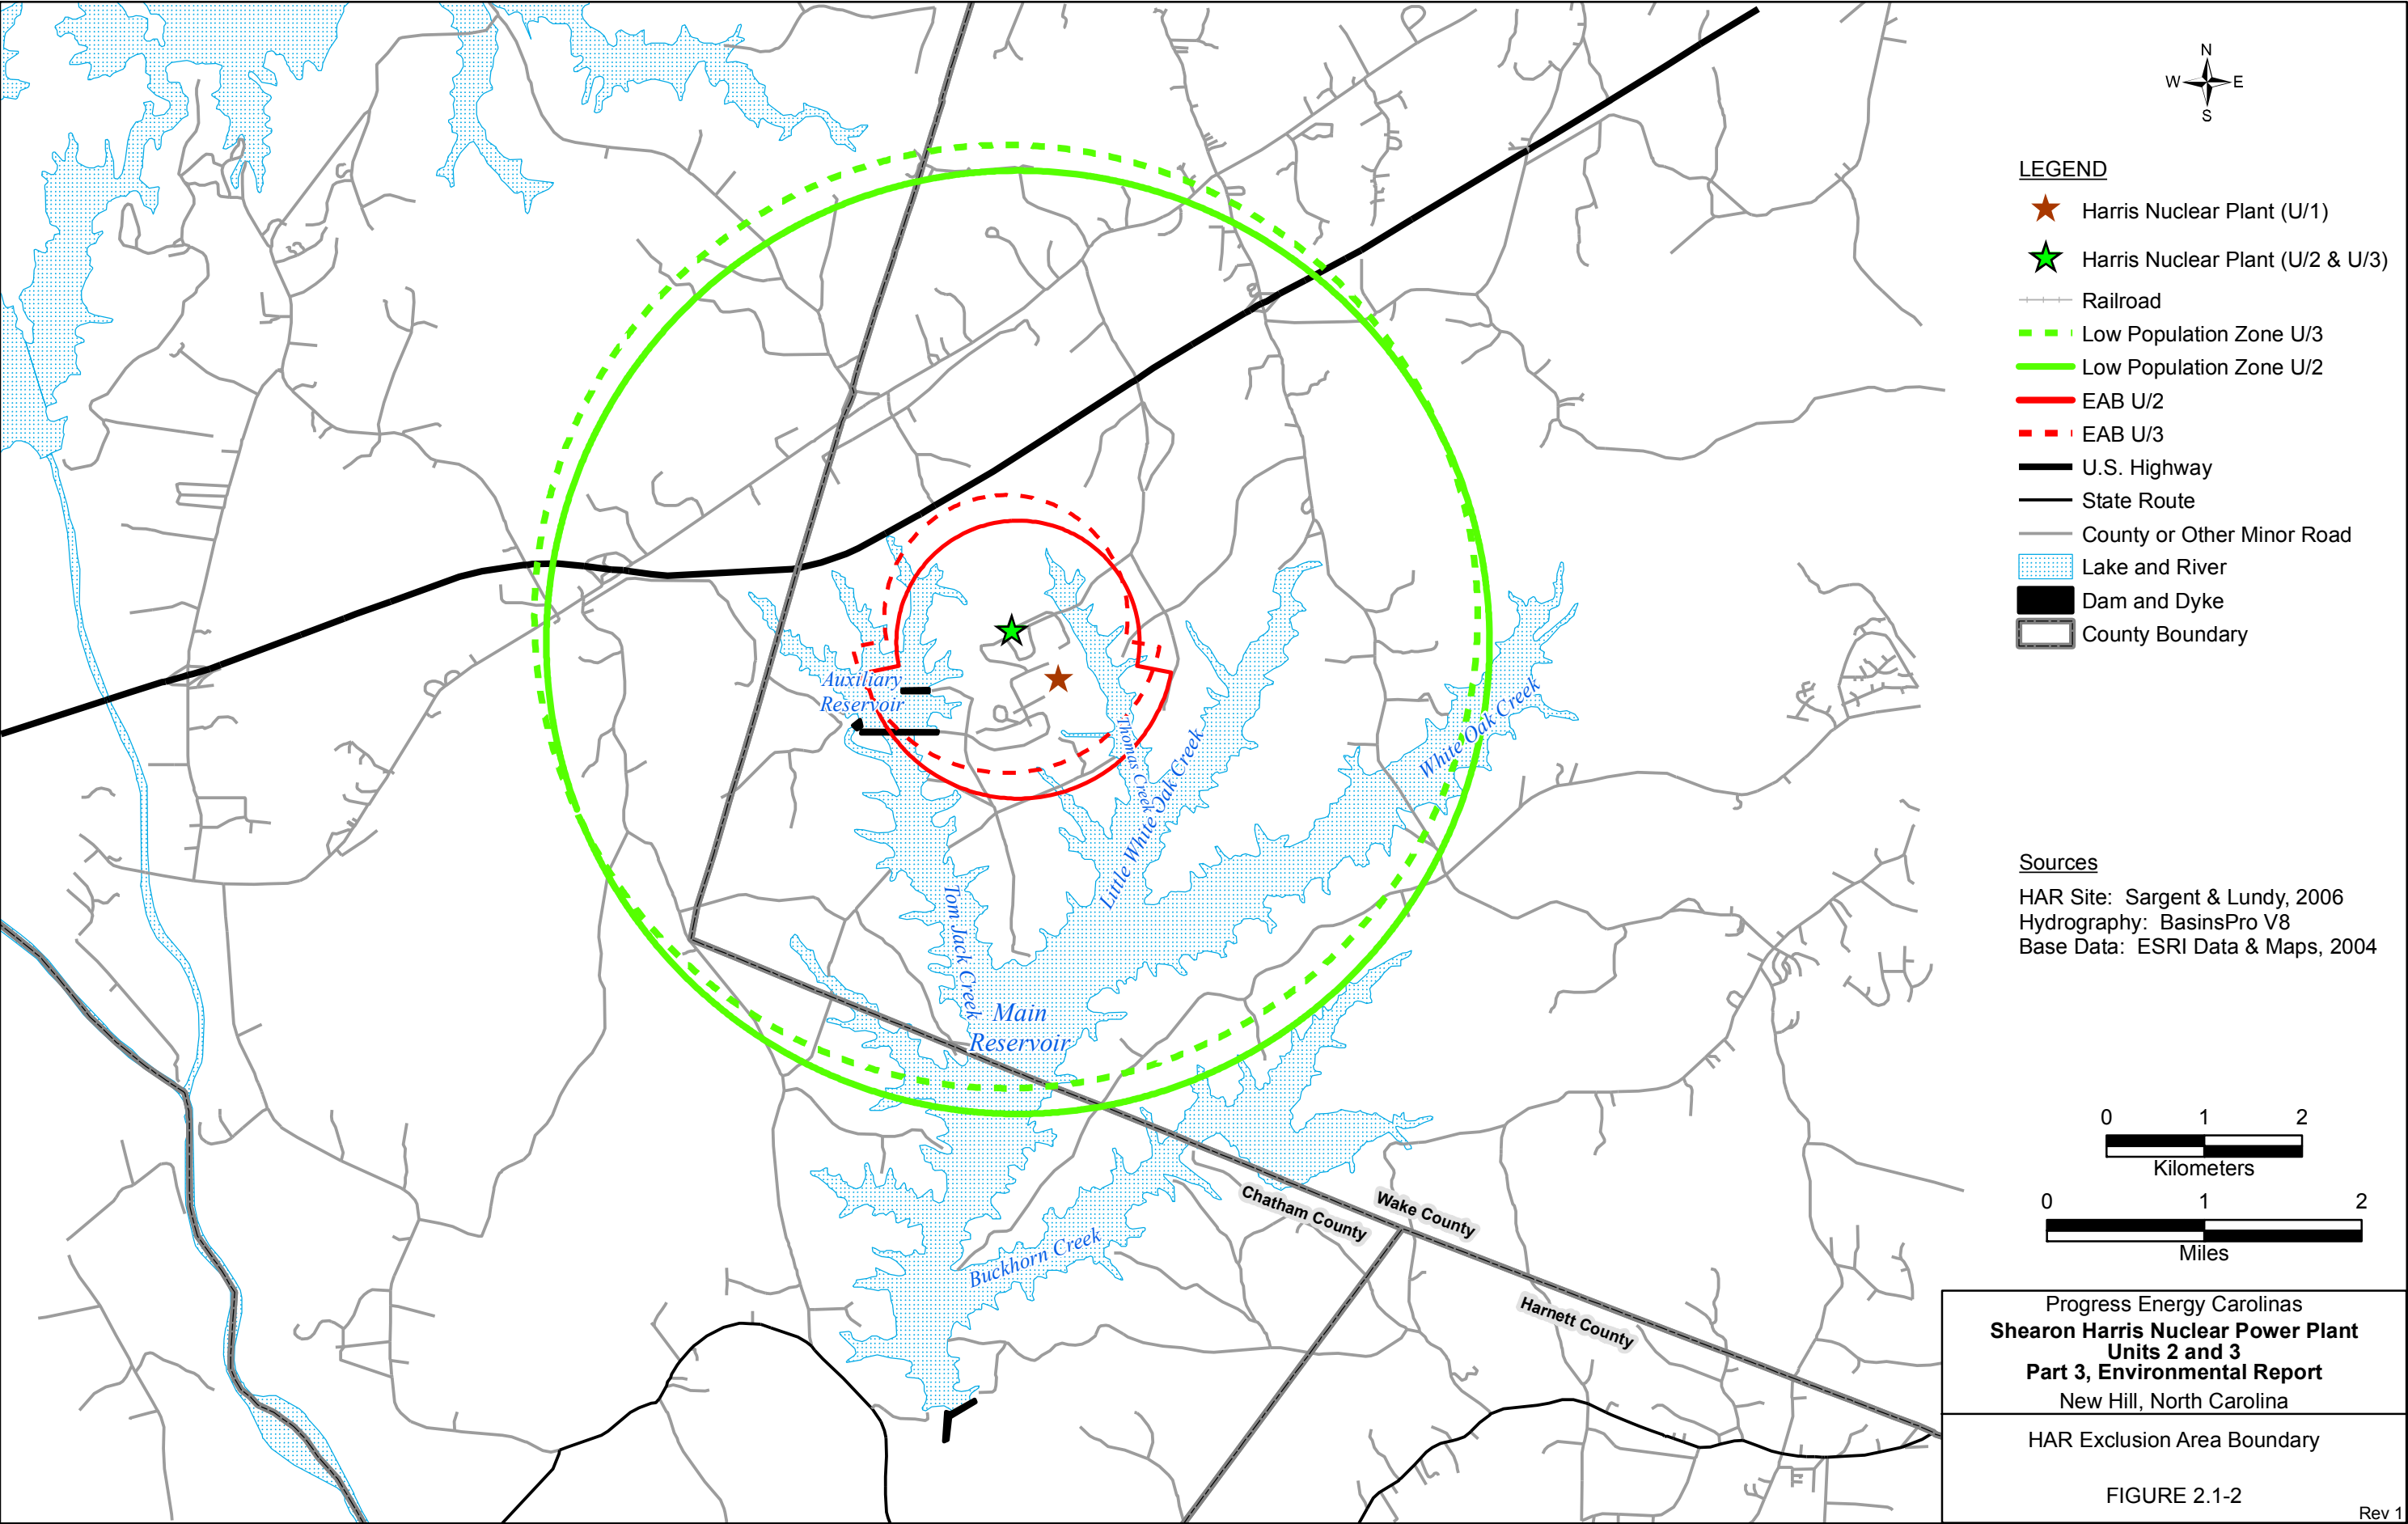 N
W E
S
LEGEND
Harris Nuclear Plant (U/1)
Harris Nuclear Plant (U/2 & U/3)
Railroad
Low Population Zone U/3
Low Population Zone U/2
EAB U/2
EAB U/3
U.S. Highway
State Route
County or Other Minor Road
Lake and River
Dam and Dyke
County Boundary
Auxiliary
Reservoir
Thomas Creek
Little White Oak Creek
White Oak Creek
Tom Jack Creek
Main
Reservoir
Buckhorn Creek
Chatham County
Wake County
Harnett County
Sources
HAR Site: Sargent & Lundy, 2006
Hydrography: BasinsPro V8
Base Data: ESRI Data & Maps, 2004
0 1 2
Kilometers
0 1 2
Miles
Progress Energy Carolinas
Shearon Harris Nuclear Power Plant
Units 2 and 3
Part 3, Environmental Report
New Hill, North Carolina
HAR Exclusion Area Boundary
FIGURE 2.1-2
Rev 1